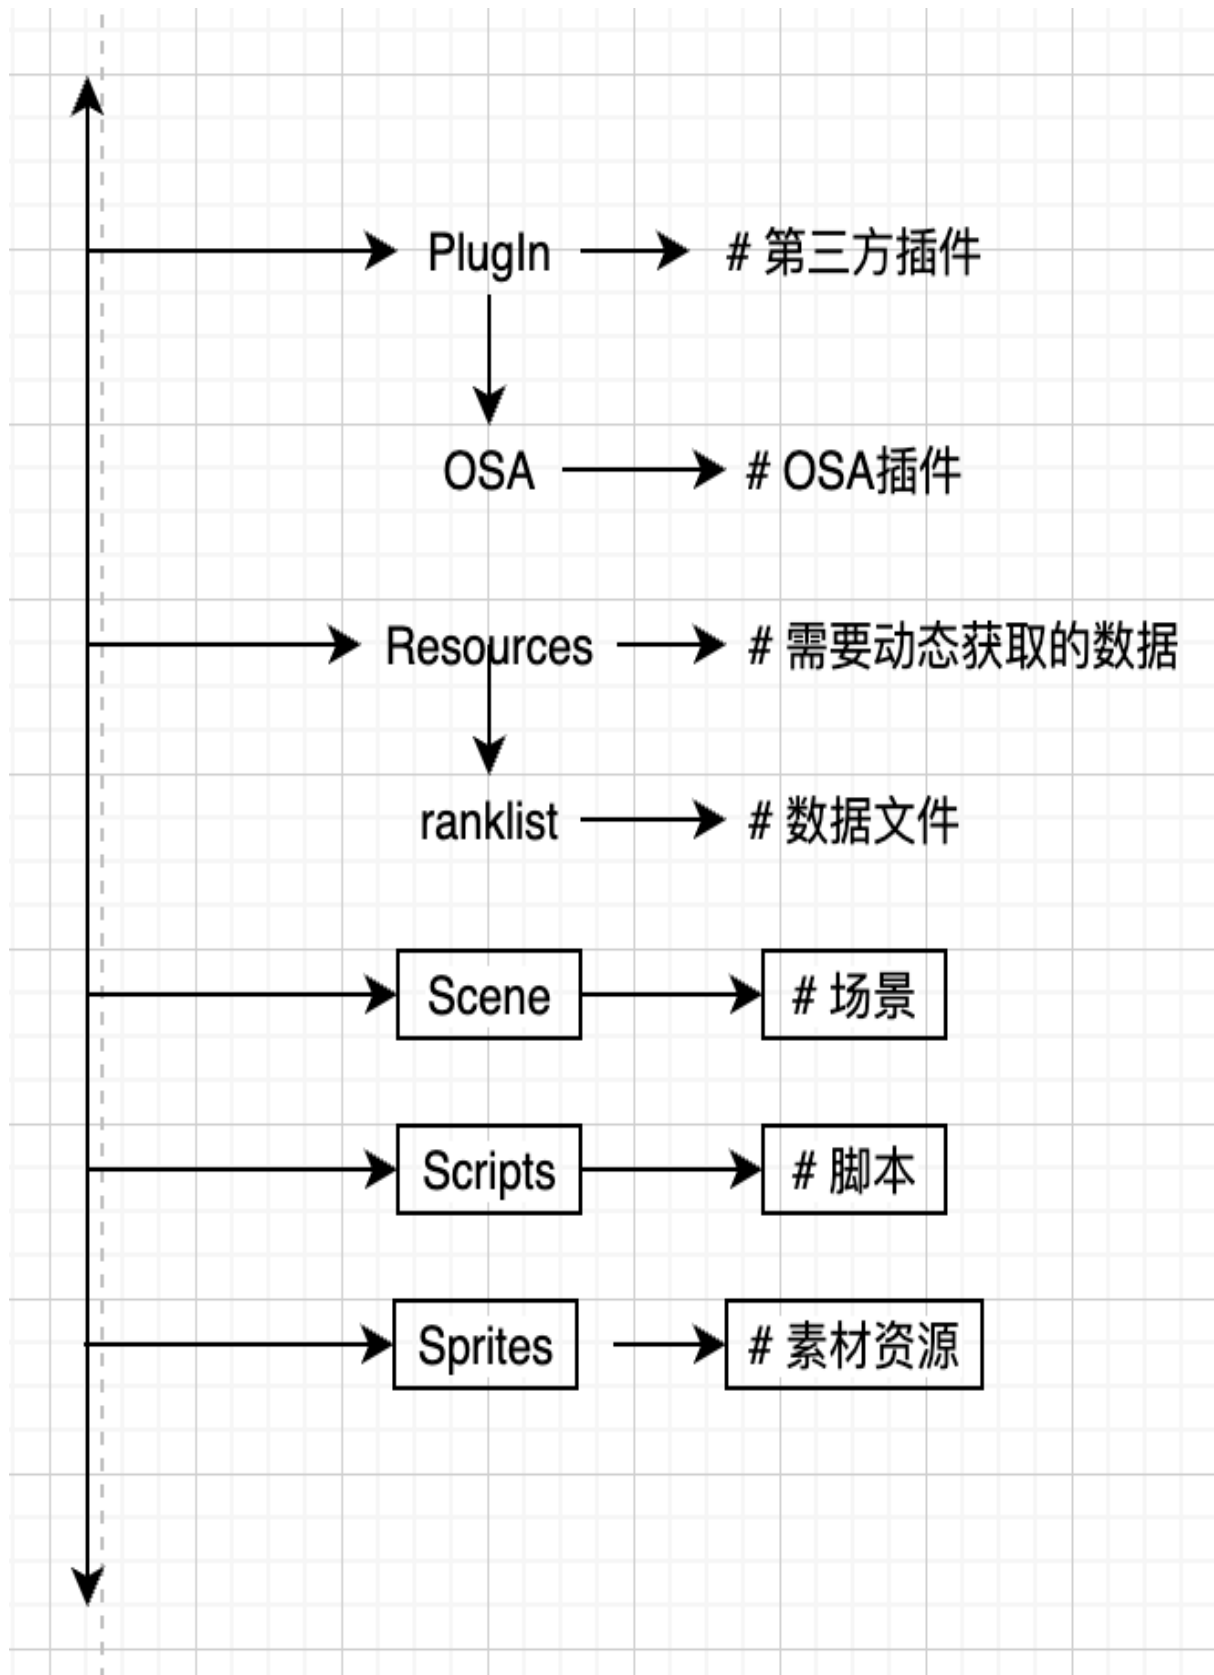 PlugIn # 第三方插件
OSA # OSA插件
Resources # 需要动态获取的数据
ranklist # 数据文件
Scene # 场景
Scripts # 脚本
Sprites # 素材资源